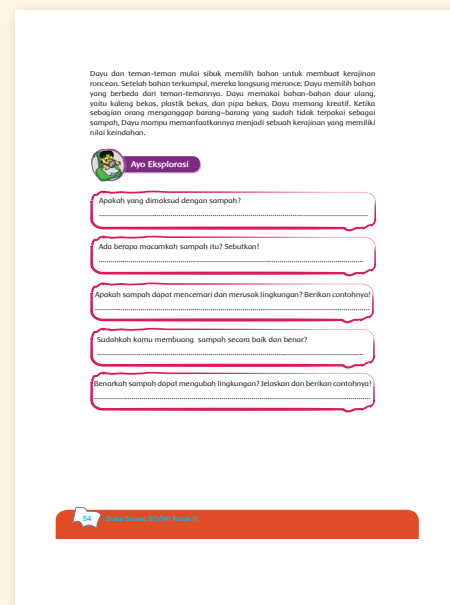 Dayu dan teman-teman mulai sibuk memilih bahan untuk membuat kerajinan
roncean. Setelah bahan terkumpul, mereka langsung meronce. Dayu memilih bahan
yang berbeda dari teman-temannya. Dayu memakai bahan-bahan daur ulang,
yaitu kaleng bekas, plastik bekas, dan pipa bekas. Dayu memang kreatif. Ketika
sebagian orang menganggap barang-barang yang sudah tidak terpakai sebagai
sampah, Dayu mampu memanfaatkannya menjadi sebuah kerajinan yang memiliki
nilai keindahan.
Ayo Eksplorasi
Apakah yang dimaksud dengan sampah?
Ada berapa macamkah sampah itu? Sebutkan!
Apakah sampah dapat mencemari dan merusak lingkungan? Berikan contohnya!
Sudahkah kamu membuang sampah secara baik dan benar?
Benarkah sampah dapat mengubah lingkungan? Jelaskan dan berikan contohnya!
54 Buku Siswa SD/MI Kelas V